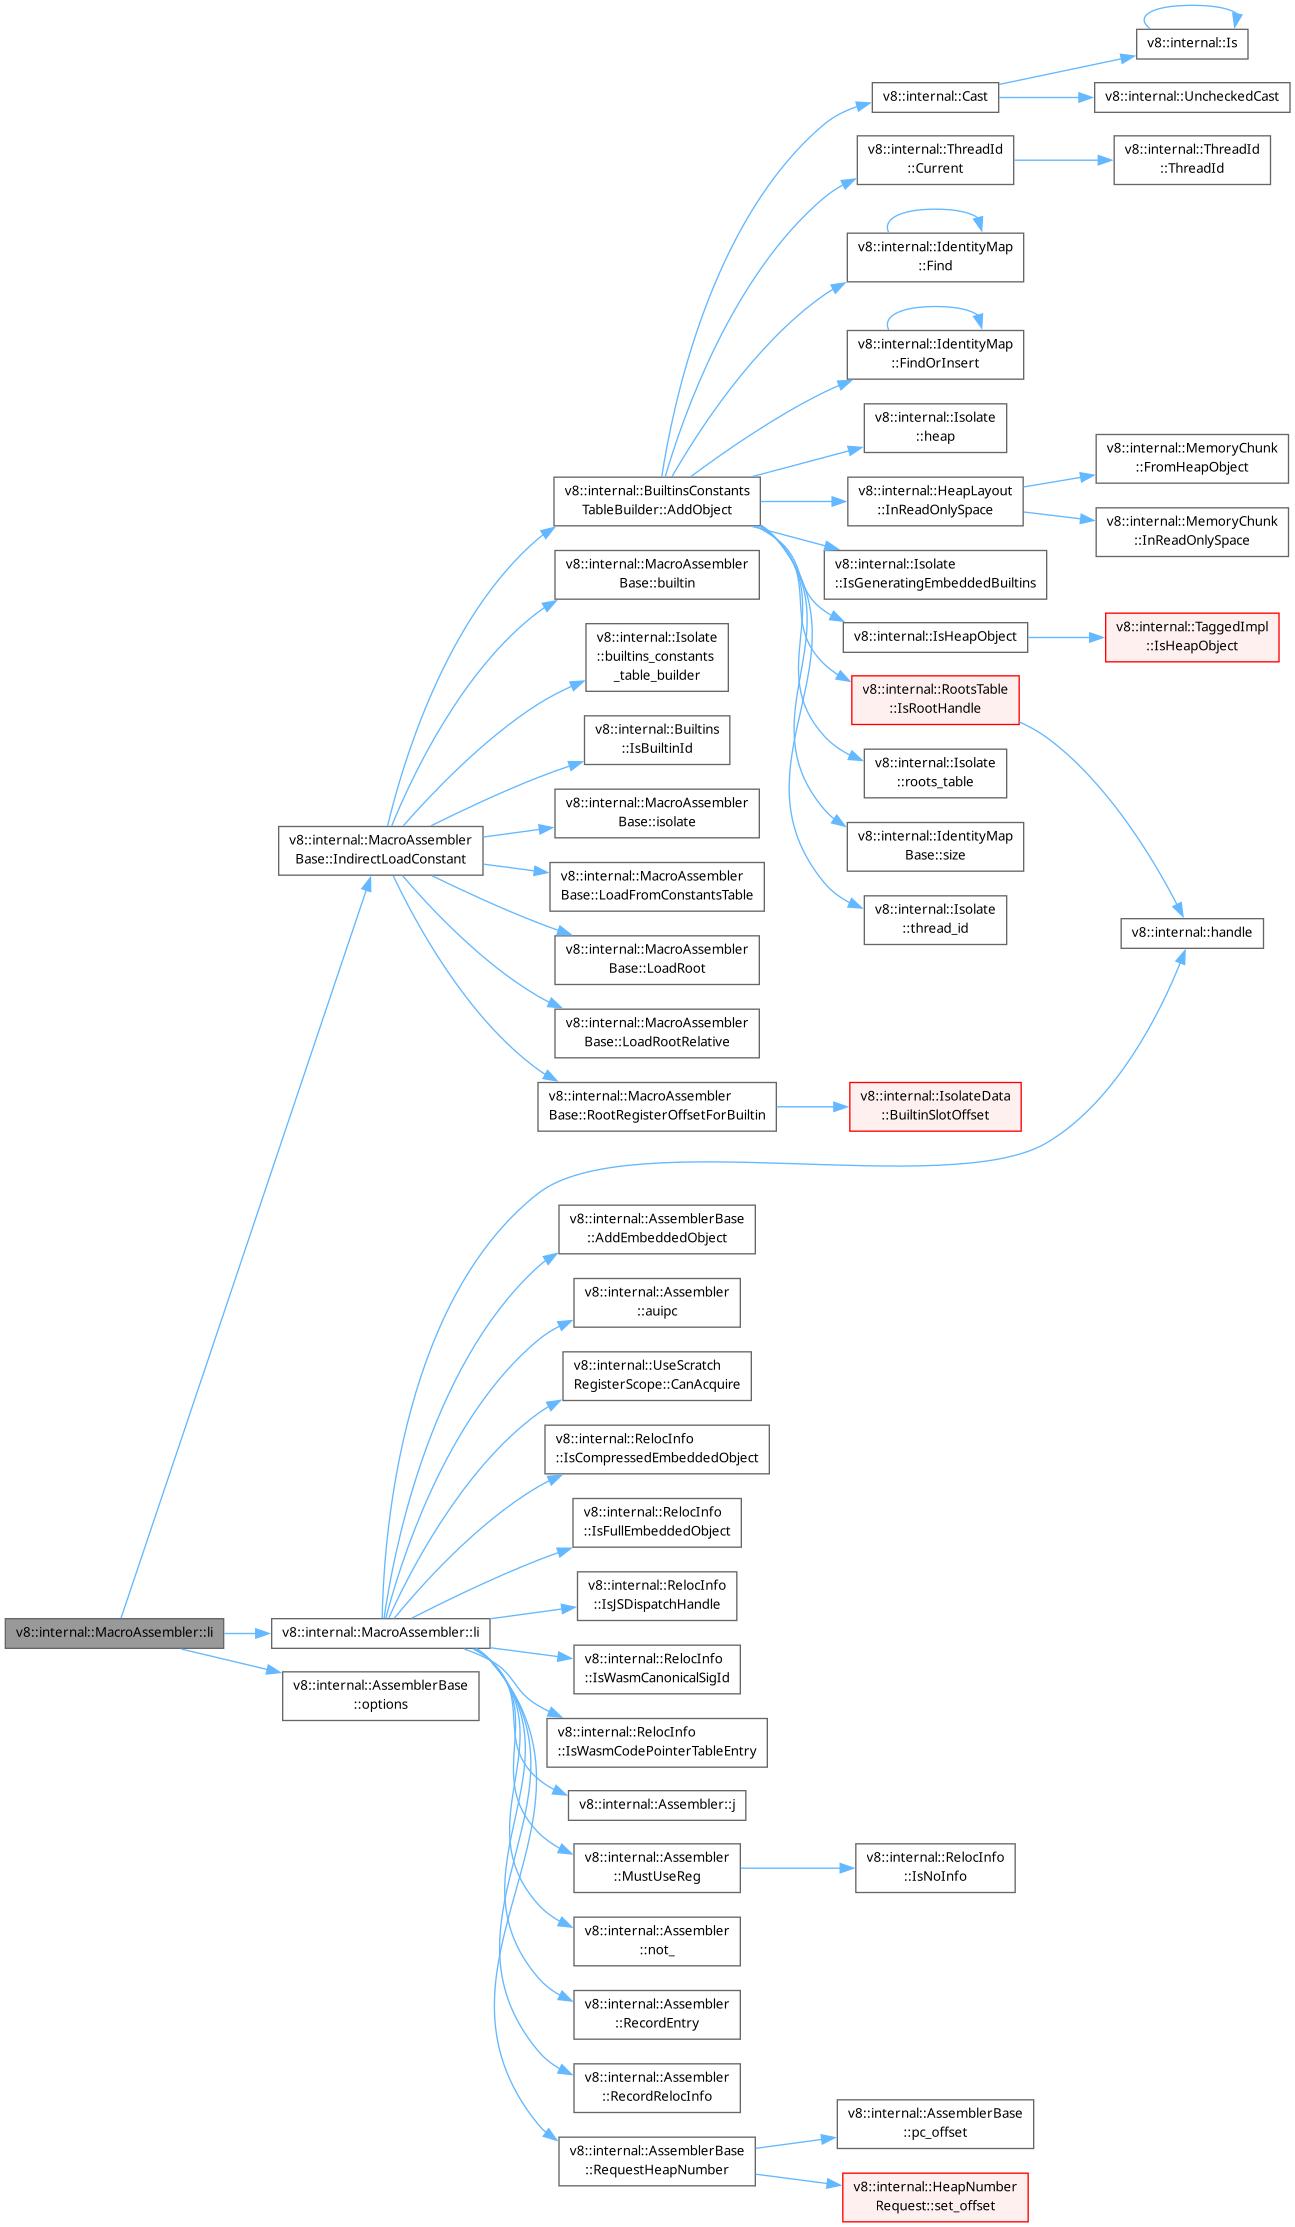 v8::internal::Is
v8::internal::Cast
v8::internal::UncheckedCast
v8::internal::ThreadId
::Current
v8::internal::ThreadId
::ThreadId
v8::internal::IdentityMap
::Find
v8::internal::IdentityMap
::FindOrInsert
v8::internal::Isolate
::heap
v8::internal::MemoryChunk
::FromHeapObject
v8::internal::BuiltinsConstants
TableBuilder::AddObject
v8::internal::HeapLayout
::InReadOnlySpace
v8::internal::MemoryChunk
::InReadOnlySpace
v8::internal::MacroAssembler
Base::builtin
v8::internal::Isolate
::IsGeneratingEmbeddedBuiltins
v8::internal::Isolate
::builtins_constants
_table_builder
v8::internal::IsHeapObject
v8::internal::TaggedImpl
::IsHeapObject
v8::internal::RootsTable
::IsRootHandle
v8::internal::Builtins
::IsBuiltinId
v8::internal::Isolate
::roots_table
v8::internal::MacroAssembler
Base::isolate
v8::internal::MacroAssembler
Base::IndirectLoadConstant
v8::internal::IdentityMap
Base::size
v8::internal::MacroAssembler
Base::LoadFromConstantsTable
v8::internal::Isolate
::thread_id
v8::internal::handle
v8::internal::MacroAssembler
Base::LoadRoot
v8::internal::MacroAssembler
Base::LoadRootRelative
v8::internal::MacroAssembler
Base::RootRegisterOffsetForBuiltin
v8::internal::IsolateData
::BuiltinSlotOffset
v8::internal::AssemblerBase
::AddEmbeddedObject
v8::internal::Assembler
::auipc
v8::internal::UseScratch
RegisterScope::CanAcquire
v8::internal::RelocInfo
::IsCompressedEmbeddedObject
v8::internal::RelocInfo
::IsFullEmbeddedObject
v8::internal::RelocInfo
::IsJSDispatchHandle
v8::internal::MacroAssembler::li
v8::internal::MacroAssembler::li
v8::internal::RelocInfo
::IsWasmCanonicalSigId
v8::internal::AssemblerBase
::options
v8::internal::RelocInfo
::IsWasmCodePointerTableEntry
v8::internal::Assembler::j
v8::internal::Assembler
::MustUseReg
v8::internal::RelocInfo
::IsNoInfo
v8::internal::Assembler
::not_
v8::internal::Assembler
::RecordEntry
v8::internal::Assembler
::RecordRelocInfo
v8::internal::AssemblerBase
::pc_offset
v8::internal::AssemblerBase
::RequestHeapNumber
v8::internal::HeapNumber
Request::set_offset